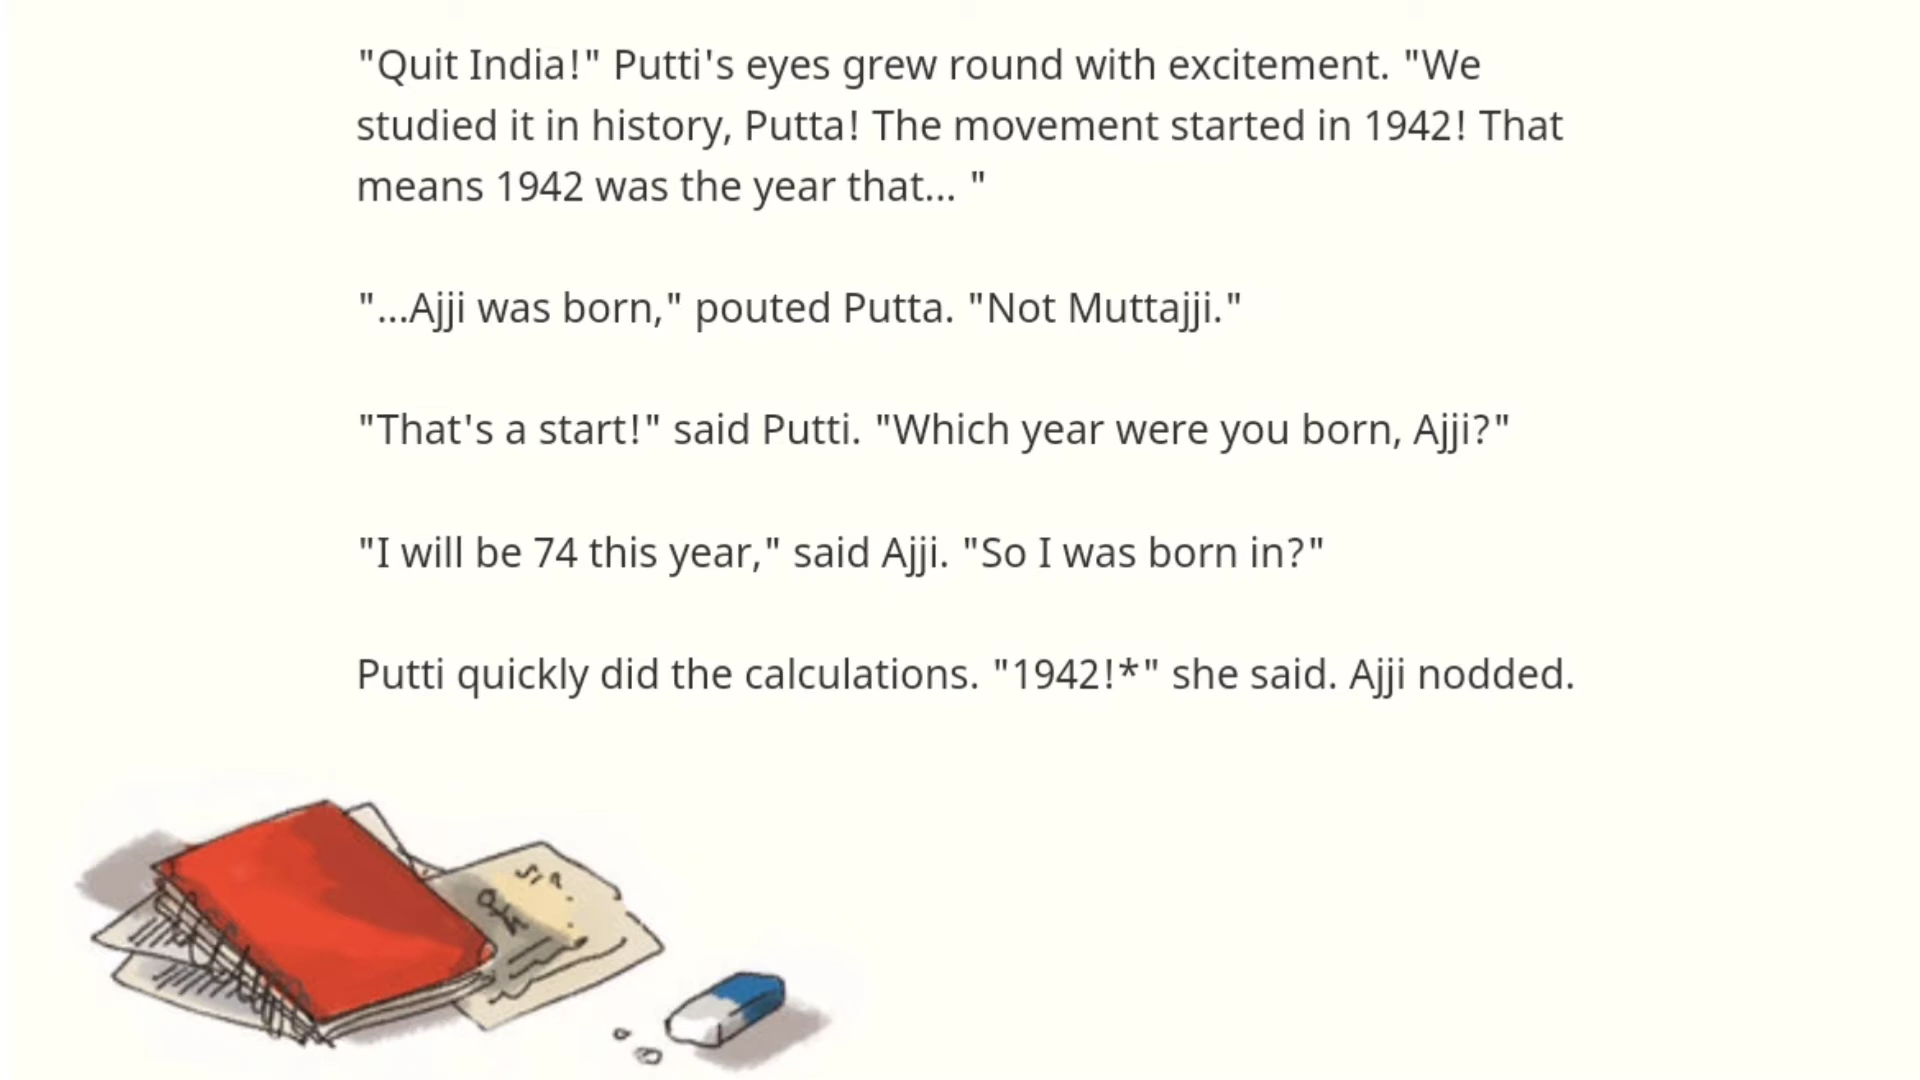 "Quit India!" Putti's eyes grew round with excitement. "We
studied it in history, Putta! The movement started in 1942! That
means 1942 was the year that... "
"...Ajji was born," pouted Putta. "Not Muttajji."
"That's a start!" said Putti. "Which year were you born, Ajji?"
"I will be 74 this year," said Ajji. "So I was born in?"
Putti quickly did the calculations. "1942!*" she said. Ajji nodded.